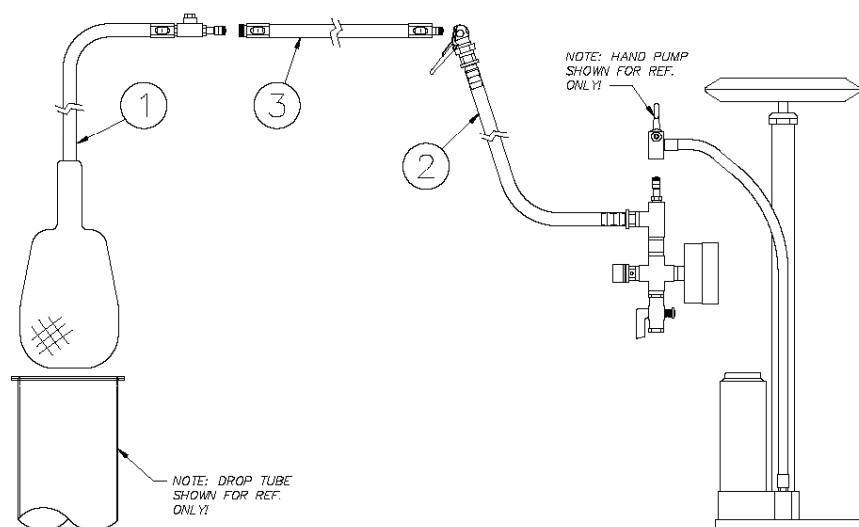 1
3
2
NOTE: HAND PUMP
SHOWN FOR REF.
ONLY!
NOTE: DROP TUBE
SHOWN FOR REF.
ONLY!